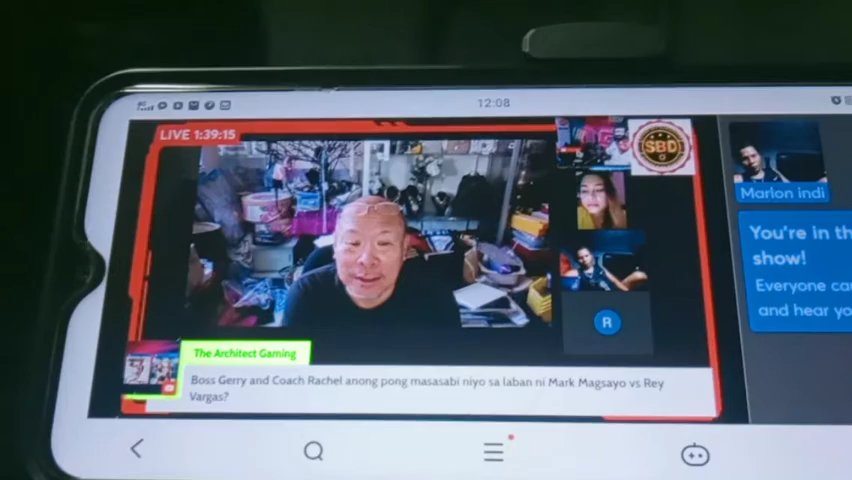 12:08
LIVE 1:39:15
SBD
Marlon indi
You're in th
show!
Everyone ca
and hear yo
R
The Architect Gaming
Boss Gerry and Coach Rachel anong pong masasabi niyo sa laban ni Mark Magsayo vs Rey
Vargas?